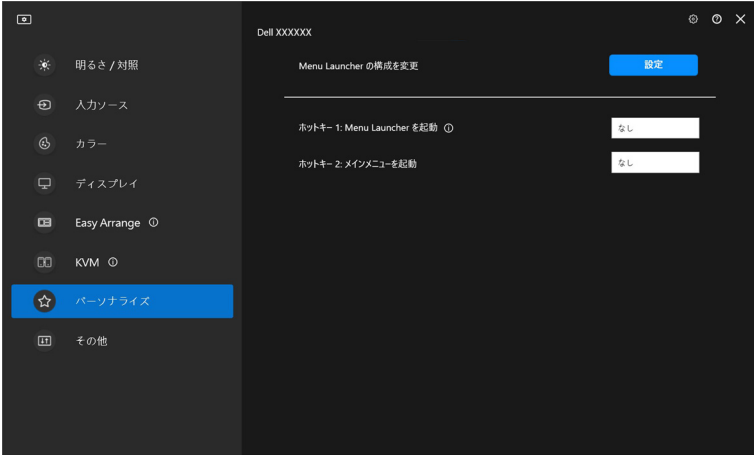 Dell XXXXXX
明るさ / 対照
入力ソース
カラー
ディスプレイ
Easy Arrange
KVM
パーソナライズ
その他
Menu Launcher の構成を変更
設定
ホットキー 1: Menu Launcher を起動
なし
ホットキー 2: メインメニューを起動
なし